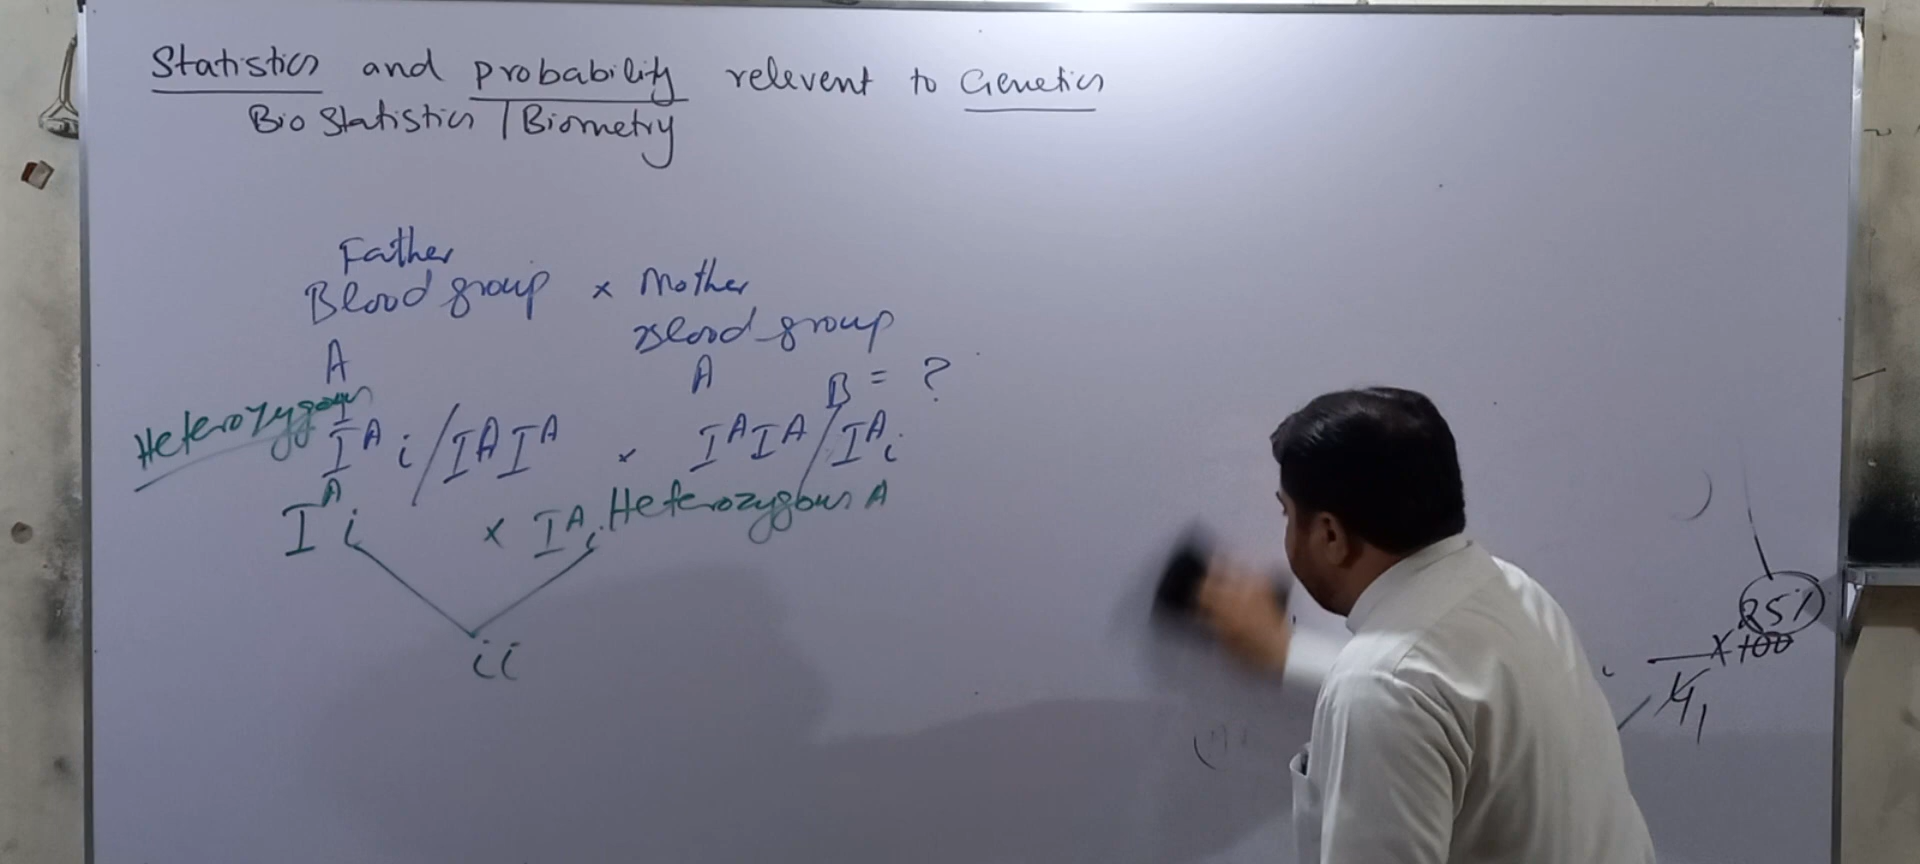 Statistics and probability relevent to Genetics
Bio Statistics / Biometry
Father
Blood group × Mother
Blood group
A A B = ?
Heterozygous
I^A i / I^A I^A × I^A I^A / I^A i
I^A i × I^A i Heterozygous A
ii
25%
×100
4 1